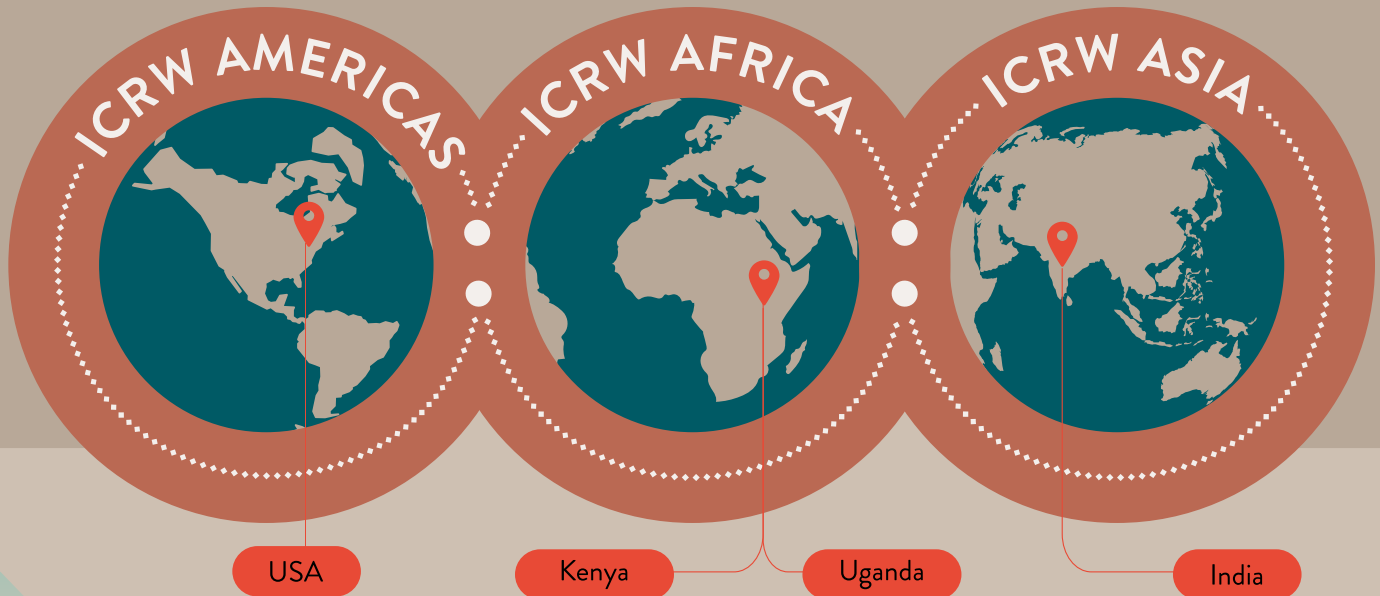 ICRW AMERICAS
ICRW AFRICA
ICRW ASIA
USA
Kenya
Uganda
India